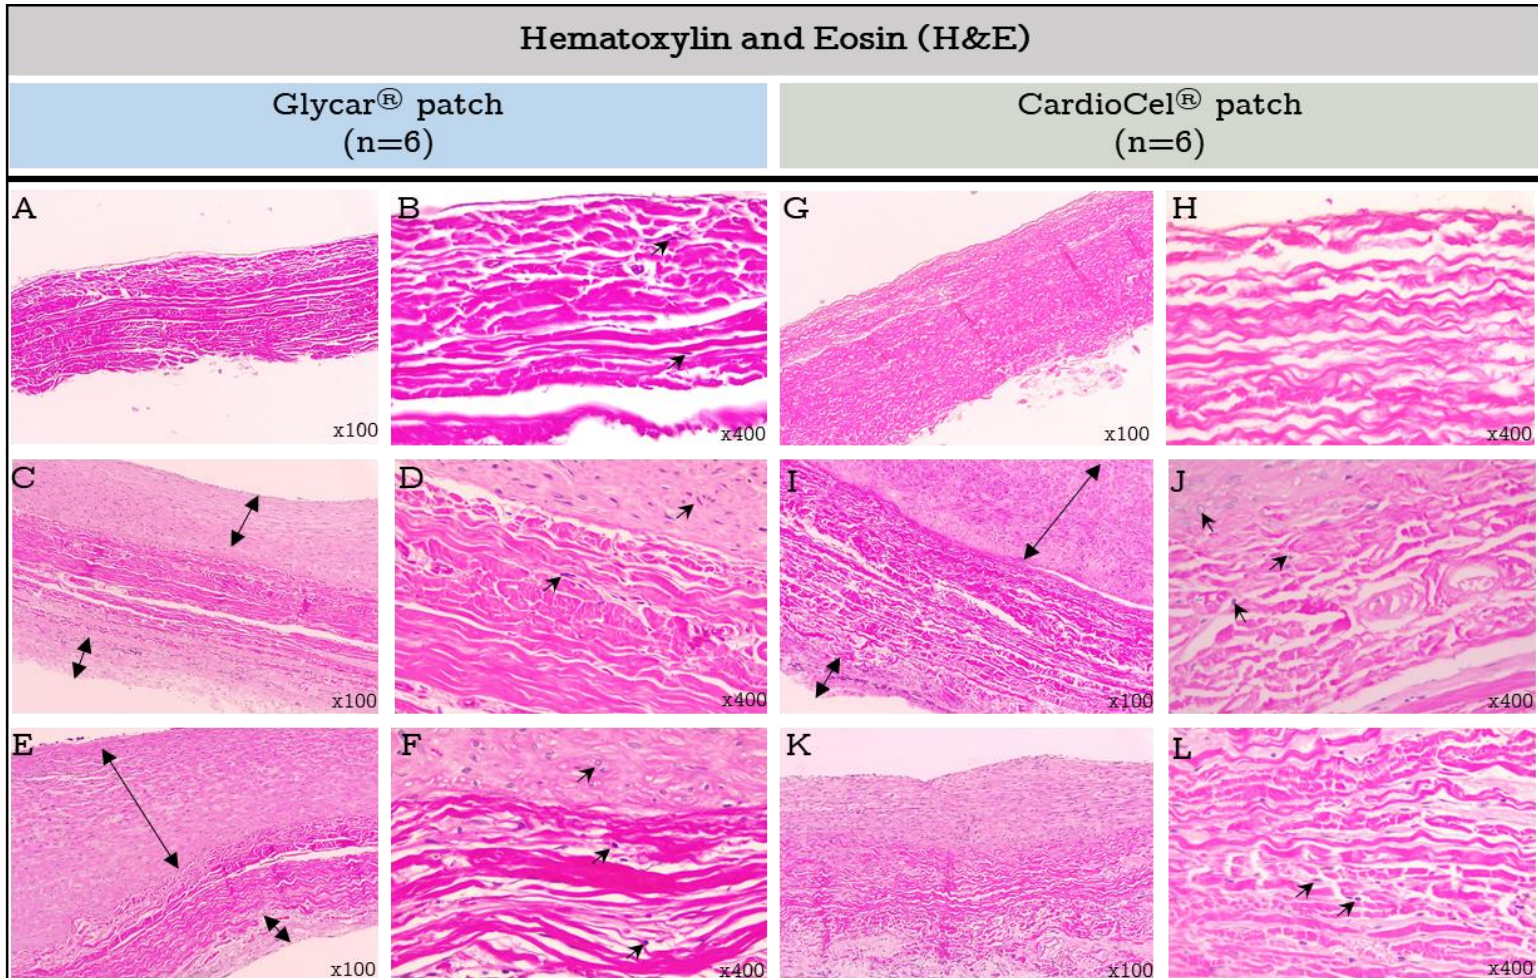 Hematoxylin and Eosin (H&E)
Glycar® patch
(n=6)
CardioCel® patch
(n=6)
A
x100
B
x400
G
x100
H
x400
C
x100
D
x400
I
x100
J
x400
E
x100
F
x400
K
x100
L
x400